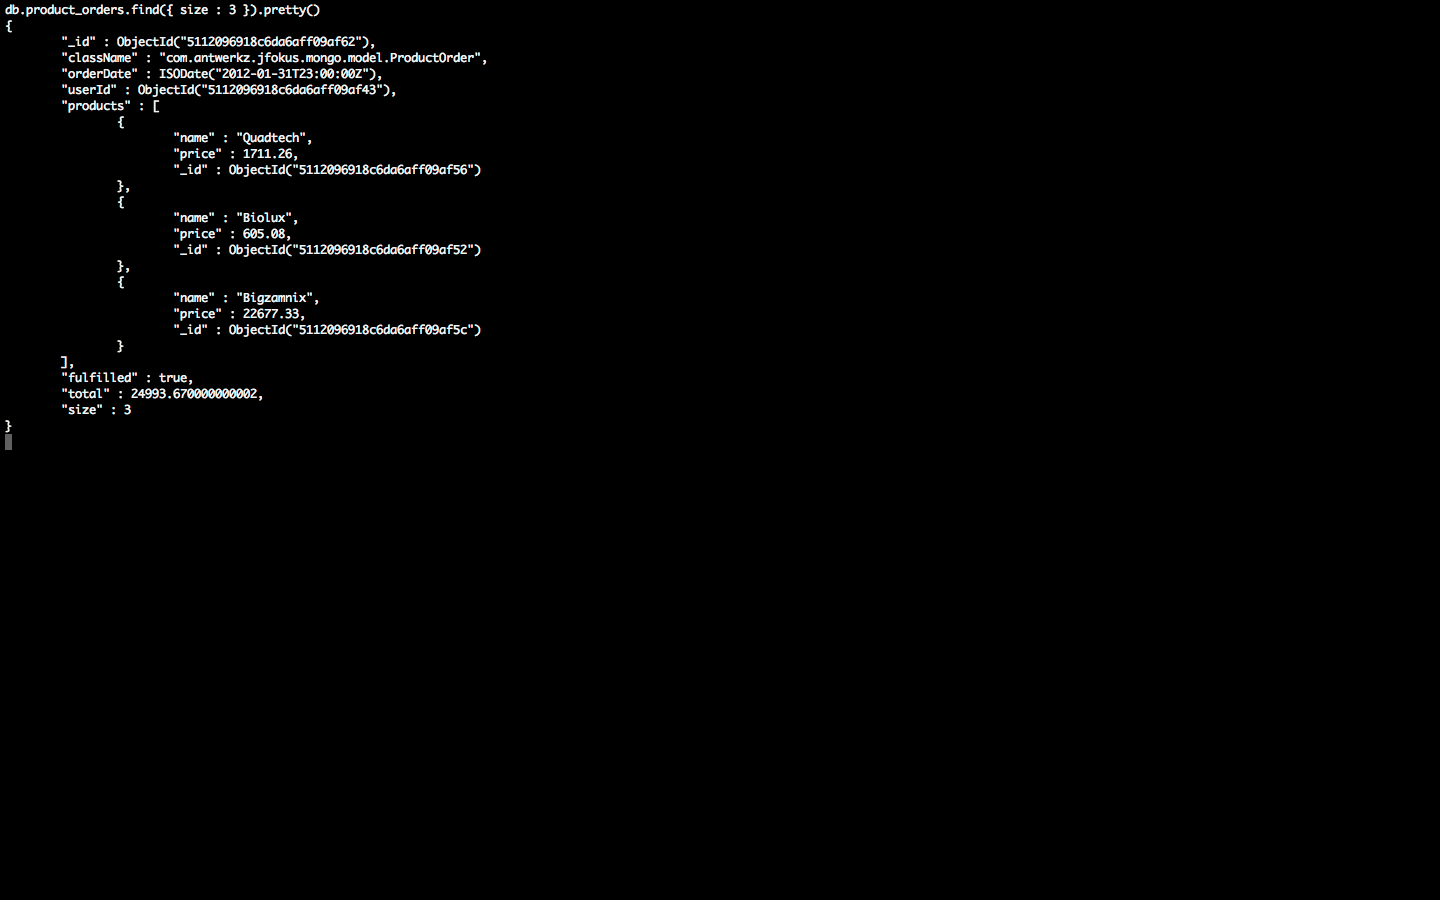 db.product_orders.find({ size : 3 }).pretty()
{
        "_id" : ObjectId("5112096918c6da6aff09af62"),
        "className" : "com.antwerkz.jfokus.mongo.model.ProductOrder",
        "orderDate" : ISODate("2012-01-31T23:00:00Z"),
        "userId" : ObjectId("5112096918c6da6aff09af43"),
        "products" : [
                {
                        "name" : "Quadtech",
                        "price" : 1711.26,
                        "_id" : ObjectId("5112096918c6da6aff09af56")
                },
                {
                        "name" : "Biolux",
                        "price" : 605.08,
                        "_id" : ObjectId("5112096918c6da6aff09af52")
                },
                {
                        "name" : "Bigzamnix",
                        "price" : 22677.33,
                        "_id" : ObjectId("5112096918c6da6aff09af5c")
                }
        ],
        "fulfilled" : true,
        "total" : 24993.670000000002,
        "size" : 3
}